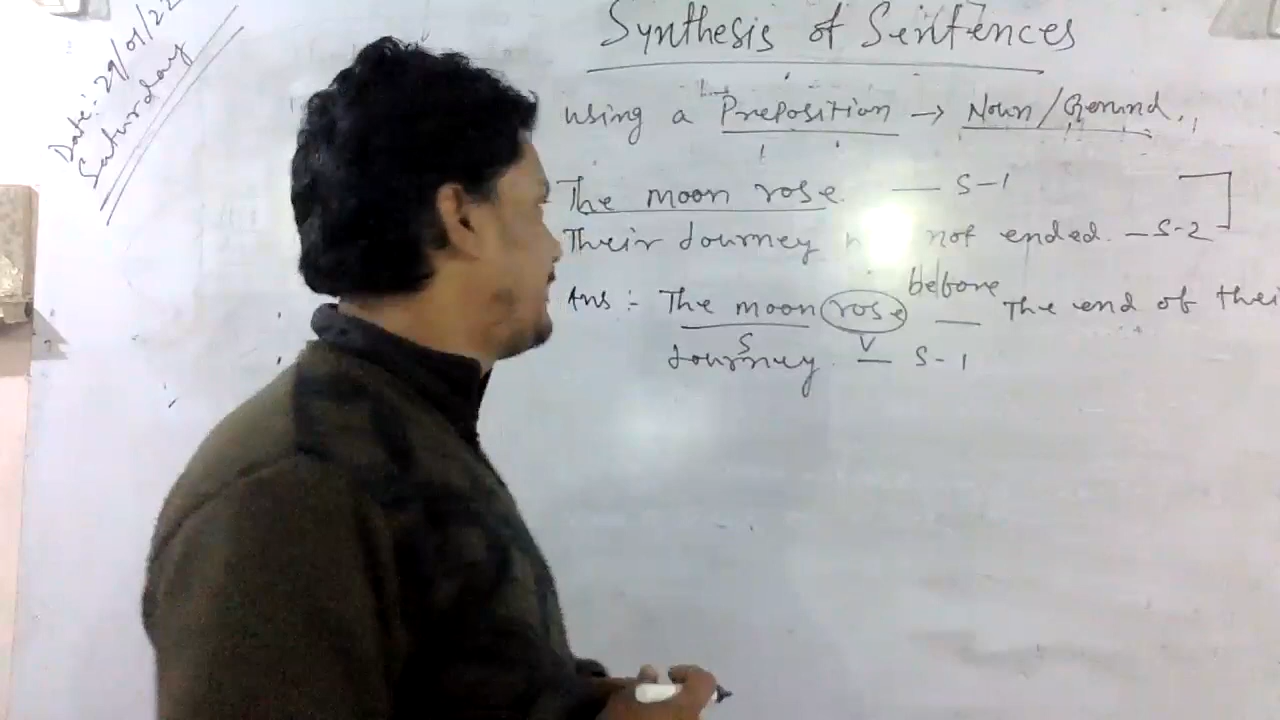 Date:- 29/01/22
Saturday
Synthesis of Sentences
using a Preposition → Noun/Gerund.
The moon rose. — S-1
Their Journey not ended. — S-2
before
Ans :- The moon rose — The end of thei
S V
Journey. — S-1